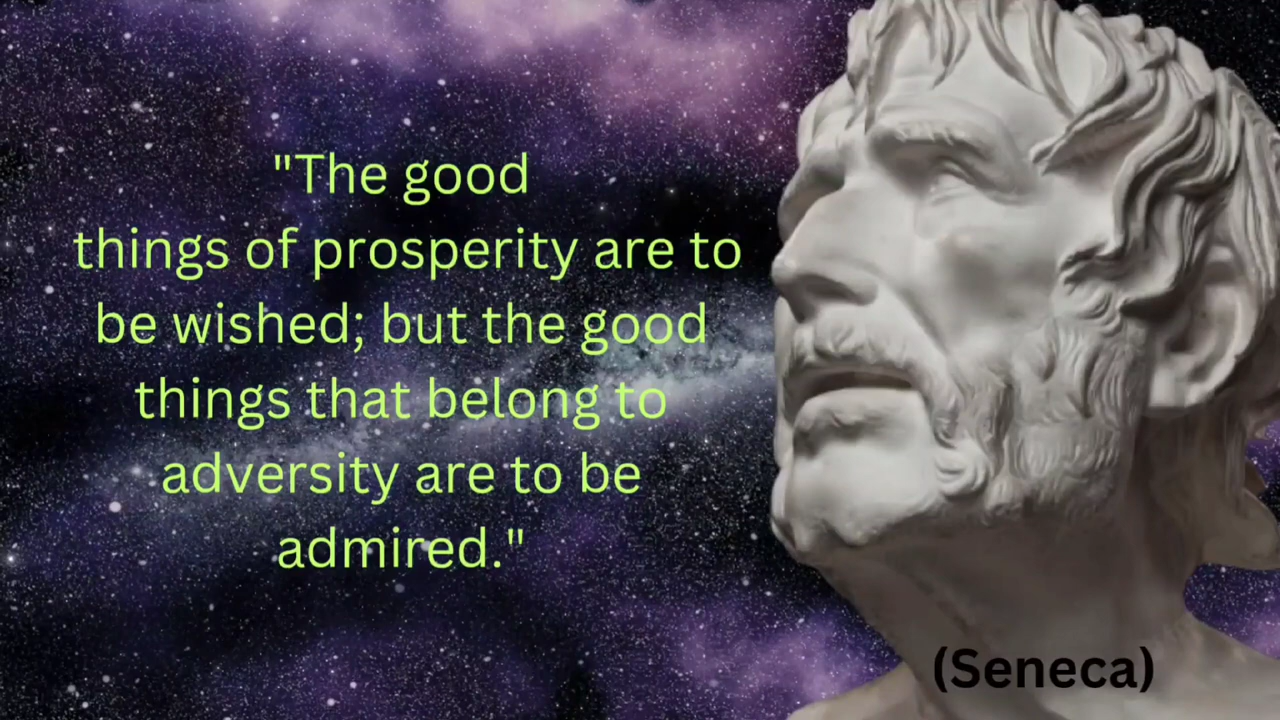 "The good
things of prosperity are to
be wished; but the good
things that belong to
adversity are to be
admired."
(Seneca)